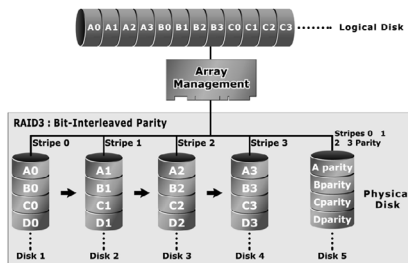 A0 A1 A2 A3 B0 B1 B2 B3 C0 C1 C2 C3 Logical Disk
Array
Management
RAID3 : Bit-Interleaved Parity
Stripes 0 1
2 3 Parity
Stripe 0 Stripe 1 Stripe 2 Stripe 3
A0 A1 A2 A3 A parity
B0 B1 B2 B3 Bparity
C0 C1 C2 C3 Cparity
D0 D1 D2 D3 Dparity
Physical
Disk
Disk 1 Disk 2 Disk 3 Disk 4 Disk 5